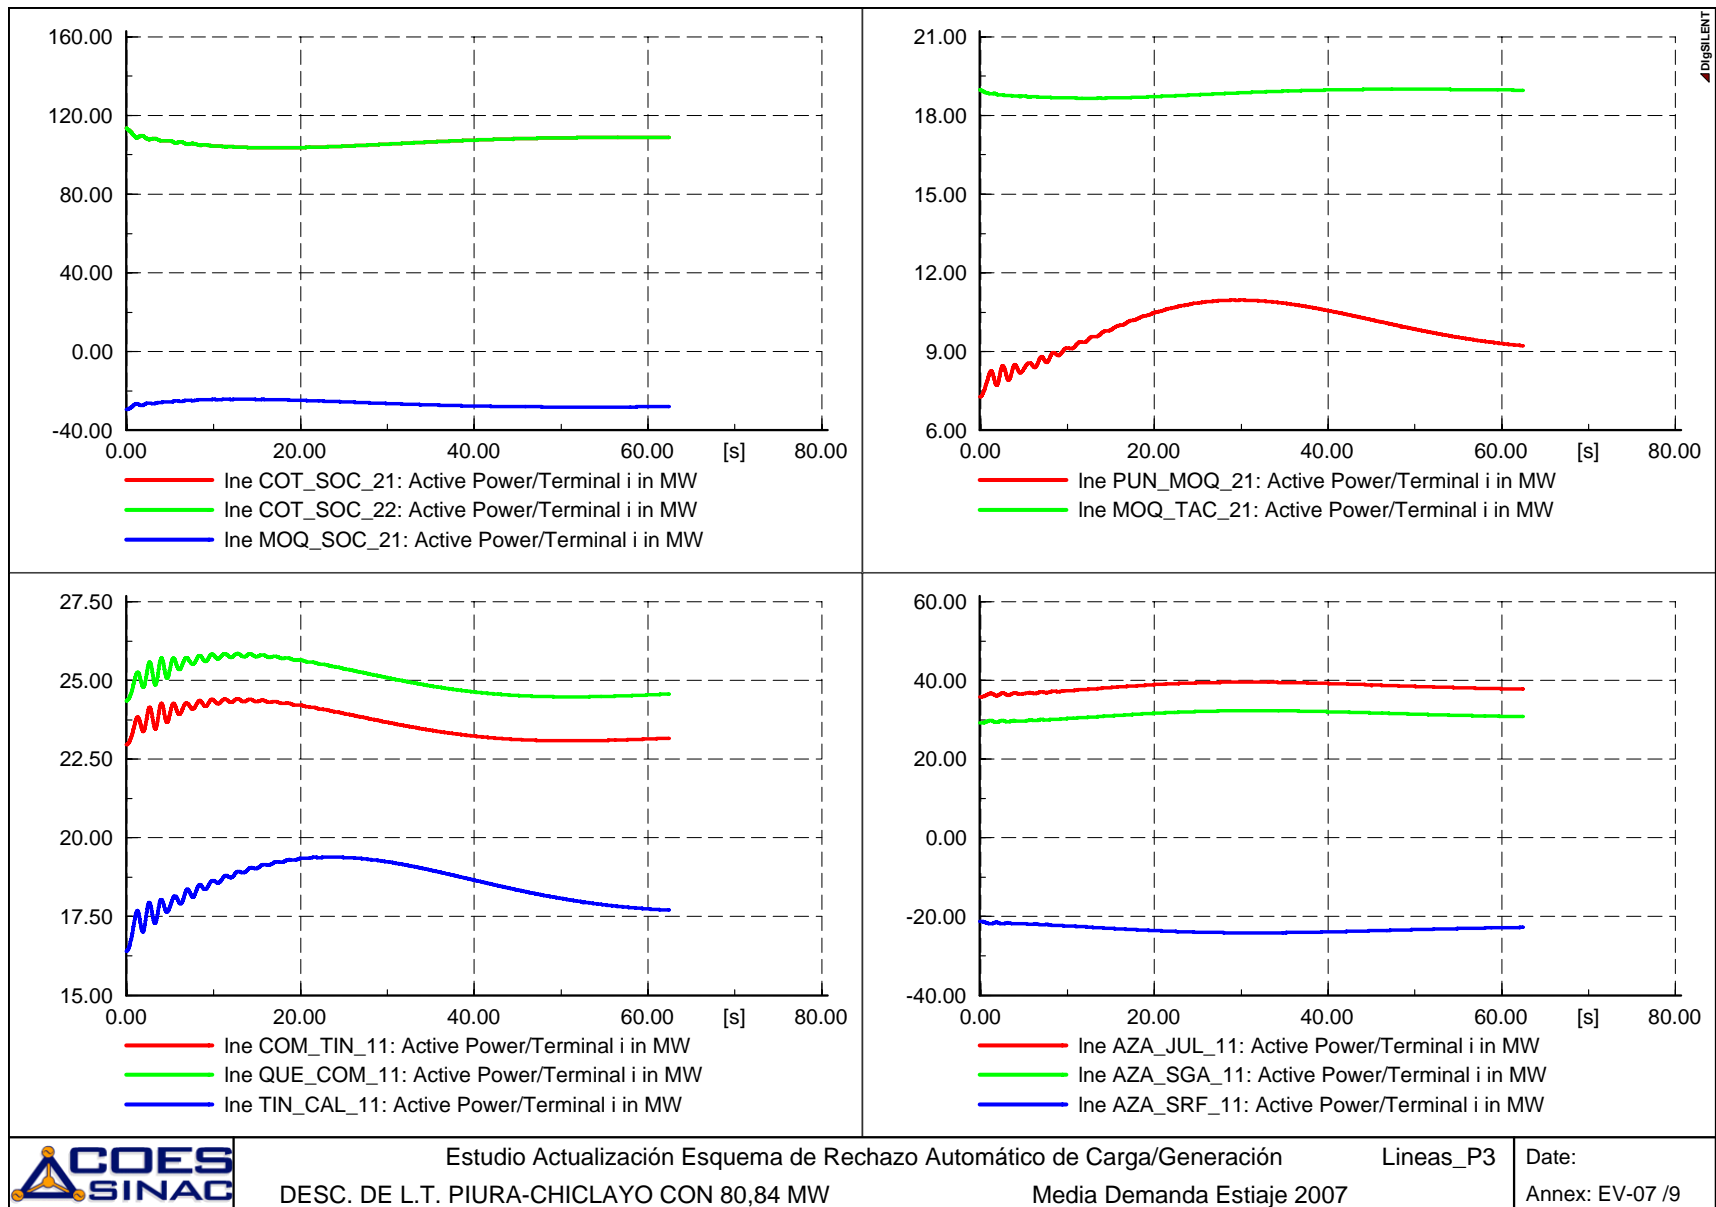 DIgSILENT
160.00
120.00
80.00
40.00
0.00
-40.00
0.00 20.00 40.00 60.00 [s] 80.00
lne COT_SOC_21: Active Power/Terminal i in MW
lne COT_SOC_22: Active Power/Terminal i in MW
lne MOQ_SOC_21: Active Power/Terminal i in MW
21.00
18.00
15.00
12.00
9.00
6.00
0.00 20.00 40.00 60.00 [s] 80.00
lne PUN_MOQ_21: Active Power/Terminal i in MW
lne MOQ_TAC_21: Active Power/Terminal i in MW
27.50
25.00
22.50
20.00
17.50
15.00
0.00 20.00 40.00 60.00 [s] 80.00
lne COM_TIN_11: Active Power/Terminal i in MW
lne QUE_COM_11: Active Power/Terminal i in MW
lne TIN_CAL_11: Active Power/Terminal i in MW
60.00
40.00
20.00
0.00
-20.00
-40.00
0.00 20.00 40.00 60.00 [s] 80.00
lne AZA_JUL_11: Active Power/Terminal i in MW
lne AZA_SGA_11: Active Power/Terminal i in MW
lne AZA_SRF_11: Active Power/Terminal i in MW
COES
SINAC
Estudio Actualización Esquema de Rechazo Automático de Carga/Generación Lineas_P3
DESC. DE L.T. PIURA-CHICLAYO CON 80,84 MW Media Demanda Estiaje 2007
Date:
Annex: EV-07 /9